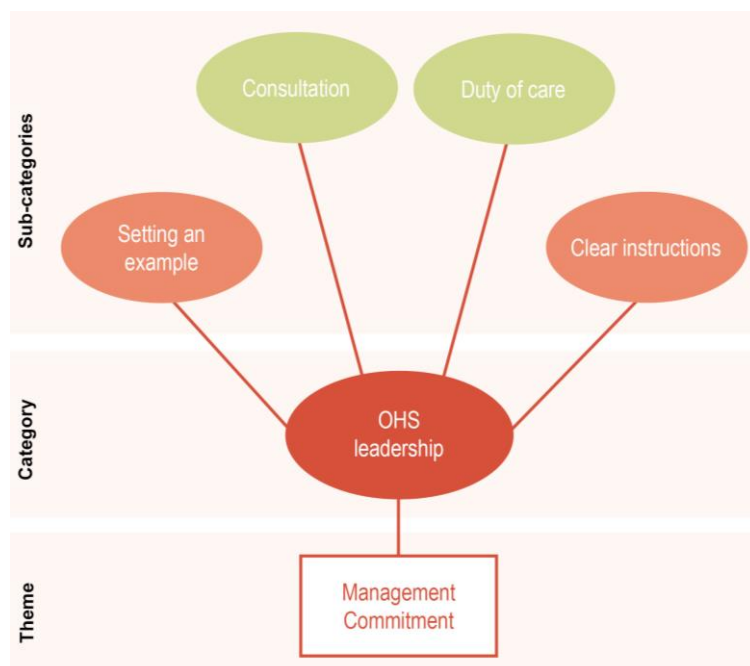 Sub-categories
Consultation
Duty of care
Setting an
example
Clear instructions
Category
OHS
leadership
Theme
Management
Commitment